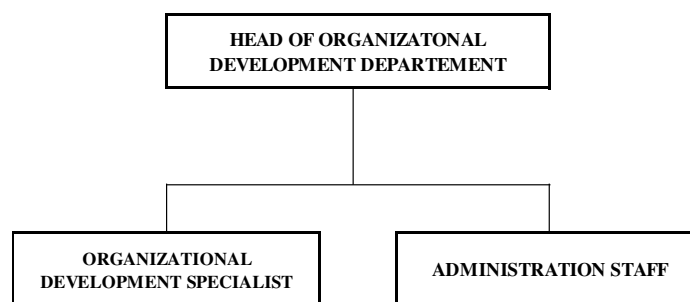 HEAD OF ORGANIZATONAL
DEVELOPMENT DEPARTEMENT
ORGANIZATIONAL
DEVELOPMENT SPECIALIST
ADMINISTRATION STAFF